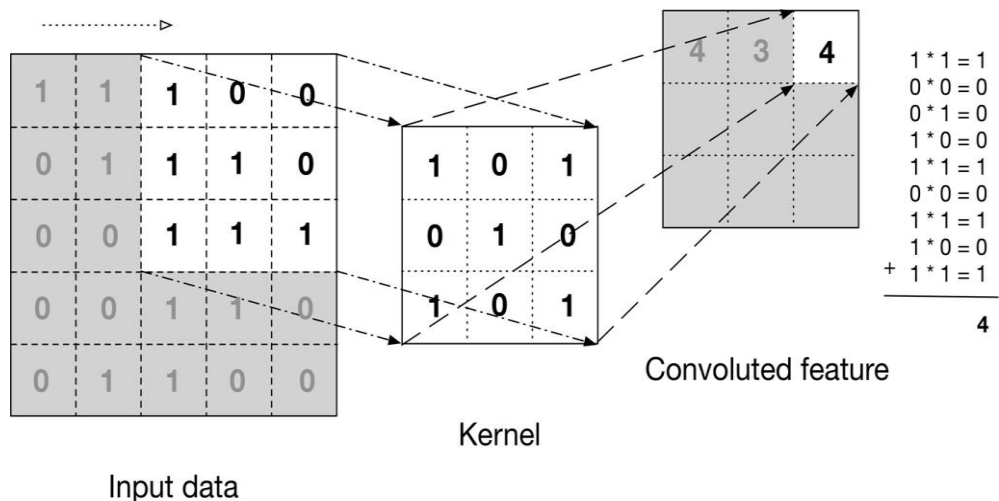 1 1 1 0 0
0 1 1 1 0
0 0 1 1 1
0 0 1 1 0
0 1 1 0 0
Input data
1 0 1
0 1 0
1 0 1
Kernel
4 3 4
Convoluted feature
1 * 1 = 1
0 * 0 = 0
0 * 1 = 0
1 * 0 = 0
1 * 1 = 1
0 * 0 = 0
1 * 1 = 1
1 * 0 = 0
+ 1 * 1 = 1
4